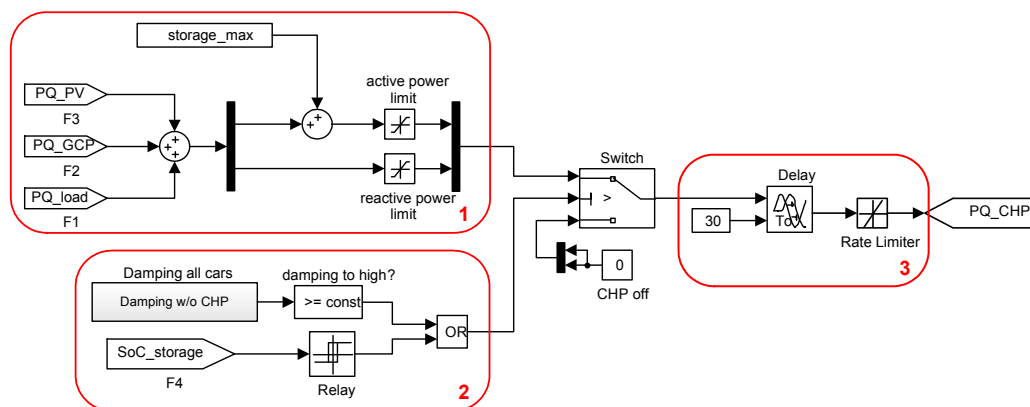 storage_max
PQ_PV
F3
PQ_GCP
F2
PQ_load
F1
+
+
+
+ +
active power
limit
reactive power
limit
1
Damping all cars
Damping w/o CHP
damping to high?
>= const
OR
SoC_storage
F4
Relay
2
Switch
>
0
CHP off
Delay
30
To
Rate Limiter
3
PQ_CHP